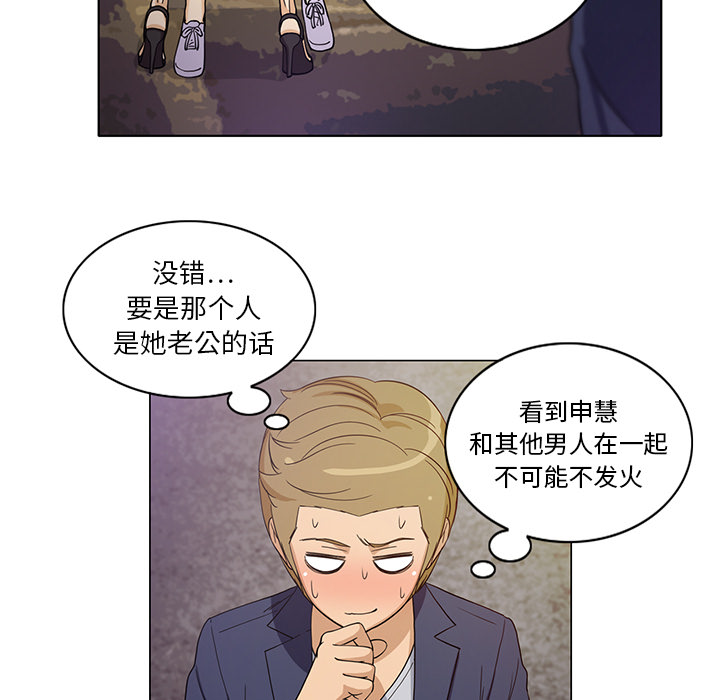 没错...
要是那个人
是她老公的话
看到申慧
和其他男人在一起
不可能不发火